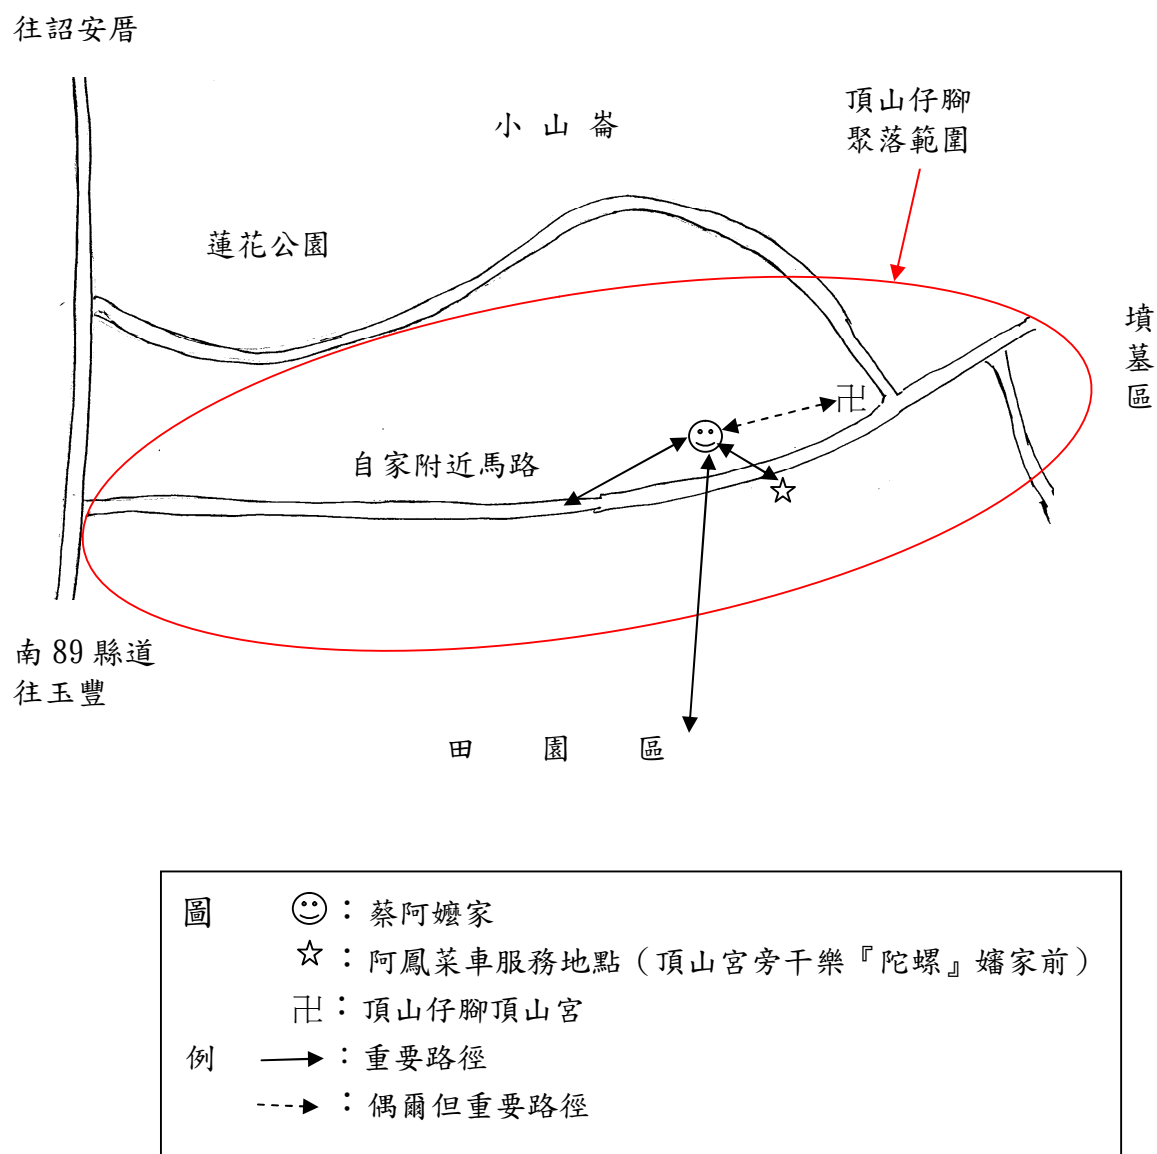 往詔安厝
小山崙
頂山仔腳
聚落範圍
蓮花公園
墳墓區
卍
自家附近馬路
南 89 縣道
往玉豐
田園區
圖
：蔡阿嬤家
：阿鳳菜車服務地點（頂山宮旁干樂『陀螺』嬸家前）
卍：頂山仔腳頂山宮
例
：重要路徑
：偶爾但重要路徑